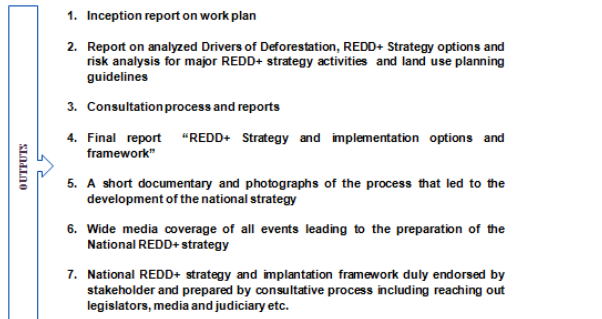 1. Inception report on work plan
2. Report on analyzed Drivers of Deforestation, REDD+ Strategy options and
risk analysis for major REDD+ strategy activities and land use planning
guidelines
3. Consultation process and reports
4. Final report "REDD+ Strategy and implementation options and
framework"
5. A short documentary and photographs of the process that led to the
development of the national strategy
6. Wide media coverage of all events leading to the preparation of the
National REDD+ strategy
7. National REDD+ strategy and implantation framework duly endorsed by
stakeholder and prepared by consultative process including reaching out
legislators, media and judiciary etc.
OUTPUTS